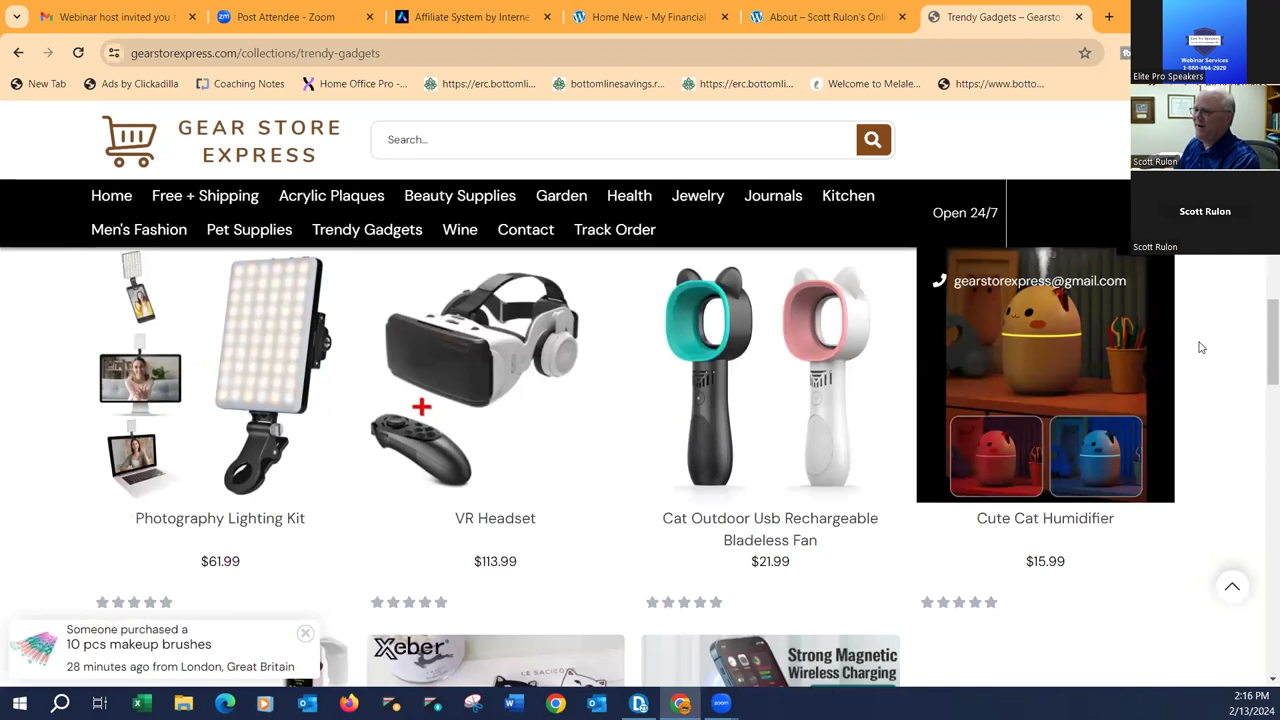 Webinar host invited you t
Post Attendee - Zoom
Affiliate System by Interne
Home New - My Financial
About – Scott Rulon's Onli
Trendy Gadgets – Gearsto
gearstorexpress.com/collections/trendy-gadgets
New Tab
Ads by Clickadilla
Coaching Notes
Home Office Pro -...
https://erc.bottomli...
bottomlinesavings.r...
https://erc.bottomli...
Welcome to Melale...
https://www.botto...
Webinar Services
1-888-894-2929
Elite Pro Speakers
Scott Rulon
Scott Rulon
Scott Rulon
GEAR STORE
EXPRESS
Search...
Home
Free + Shipping
Acrylic Plaques
Beauty Supplies
Garden
Health
Jewelry
Journals
Kitchen
Men's Fashion
Pet Supplies
Trendy Gadgets
Wine
Contact
Track Order
Open 24/7
gearstorexpress@gmail.com
Photography Lighting Kit
$61.99
VR Headset
$113.99
Cat Outdoor Usb Rechargeable
Bladeless Fan
$21.99
Cute Cat Humidifier
$15.99
Someone purchased a
10 pcs makeup brushes
28 minutes ago from London, Great Britain
Xeber
LE SACICO
Strong Magnetic
Wireless Charging
2:16 PM
2/13/2024